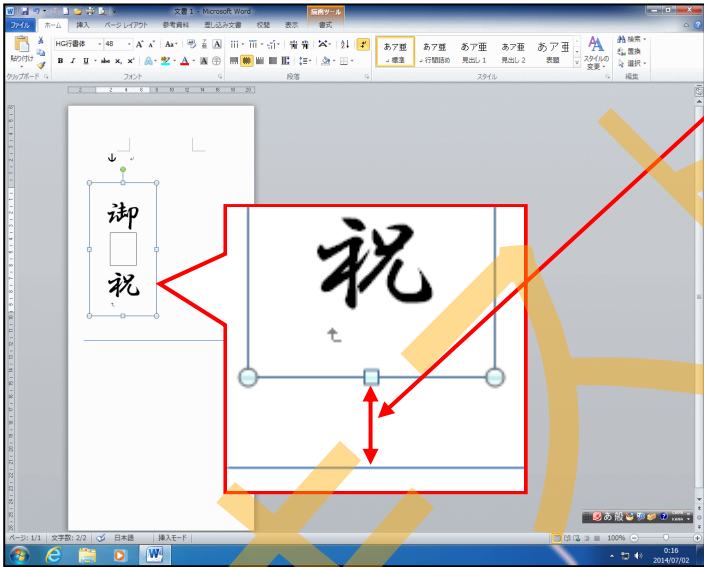 文書 1 - Microsoft Word
描画ツール
ファイル ホーム 挿入 ページ レイアウト 参考資料 差し込み文書 校閲 表示 書式
HG行書体 48
貼り付け
B I U abc
あア亜 あア亜 あア亜 あア亜 あア亜
標準 行間詰め 見出し 1 見出し 2 表題
スタイルの変更
検索
置換
選択
クリップボード フォント 段落 スタイル 編集
御
祝
祝
あ 般
ページ: 1/1 文字数: 2/2 日本語 挿入モード 100%
0:16
2014/07/02